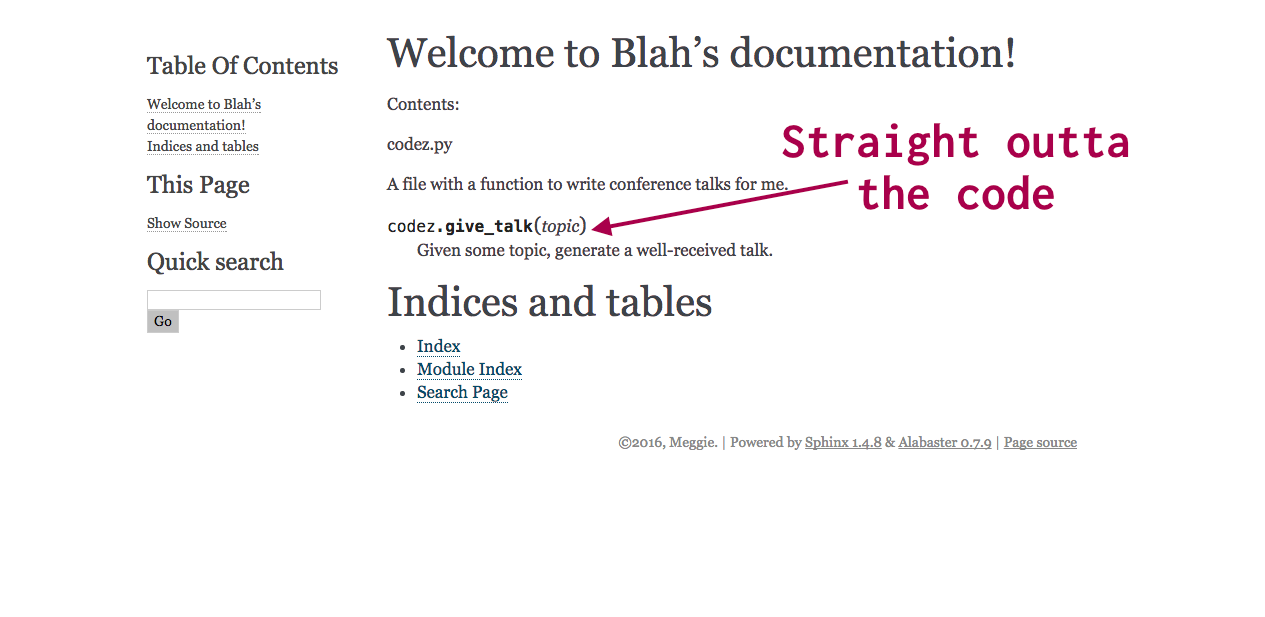 Table Of Contents
Welcome to Blah’s
documentation!
Indices and tables
This Page
Show Source
Quick search
Go
Welcome to Blah’s documentation!
Contents:
codez.py
A file with a function to write conference talks for me.
Straight outta
the code
codez.give_talk(topic)
Given some topic, generate a well-received talk.
Indices and tables
Index
Module Index
Search Page
©2016, Meggie. | Powered by Sphinx 1.4.8 & Alabaster 0.7.9 | Page source